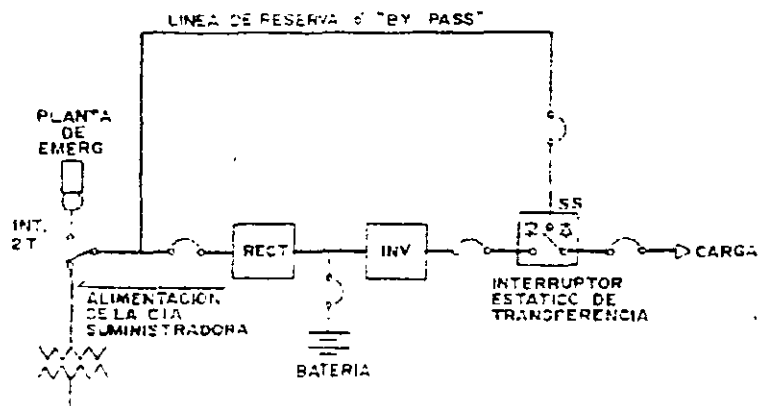 LINEA DE RESERVA ó "BY PASS"
PLANTA
DE
EMERG
INT.
2T
SS
RECT
INV
CARGA
ALIMENTACION
DE LA CIA
SUMINISTRADORA
BATERIA
INTERRUPTOR
ESTATICO DE
TRANSFERENCIA